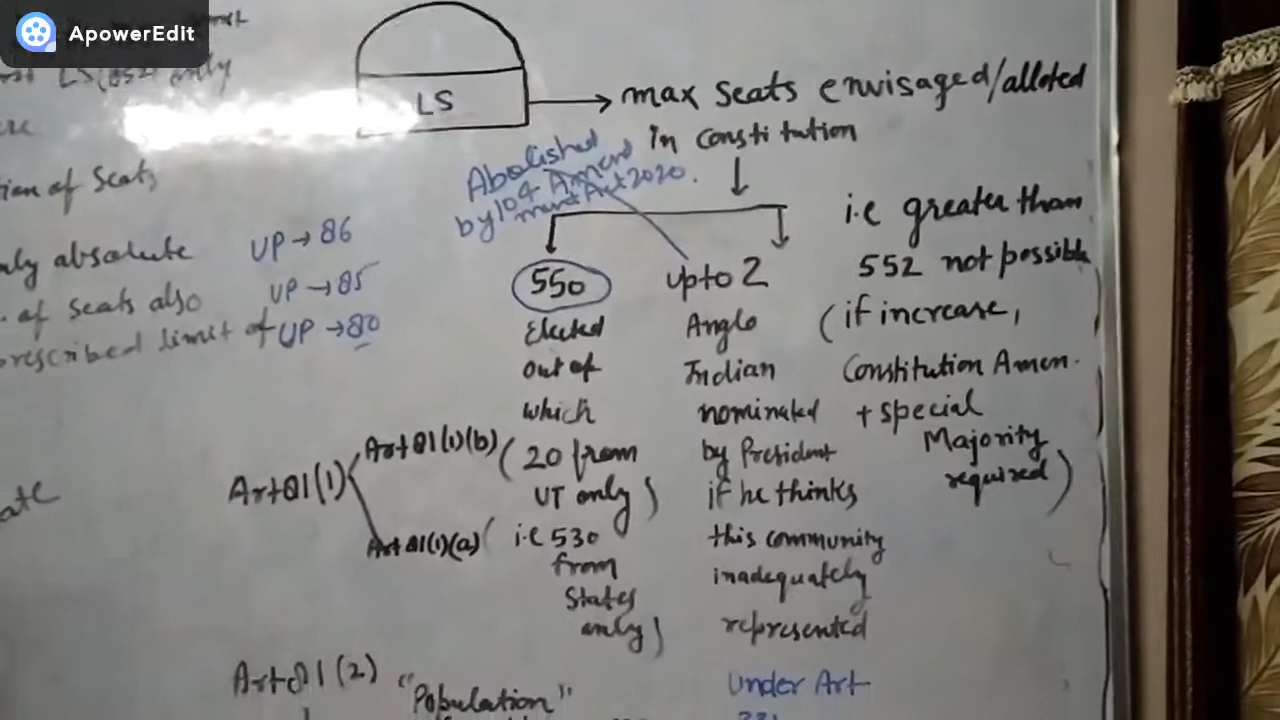 ApowerEdit
LS
max seats envisaged/alloted
in constitution
Abolished
by 104 Amend
ment Act 2020.
i.e greater than
552 not possible
(if increase,
Constitution Amen.
+ special
Majority
required)
tion of Seats
nly absolute
. of seats also
prescribed limit of
UP → 86
UP → 85
UP → 80
550
Elected
out of
which
(20 from
UT only)
(i.e 530
from
States
only)
upto 2
Anglo
Indian
nominated
by President
if he thinks
this community
inadequately
represented
under Art
Art 81(1)
Art 81(1)(b)
Art 81(1)(a)
Art 81(2)
"Population"